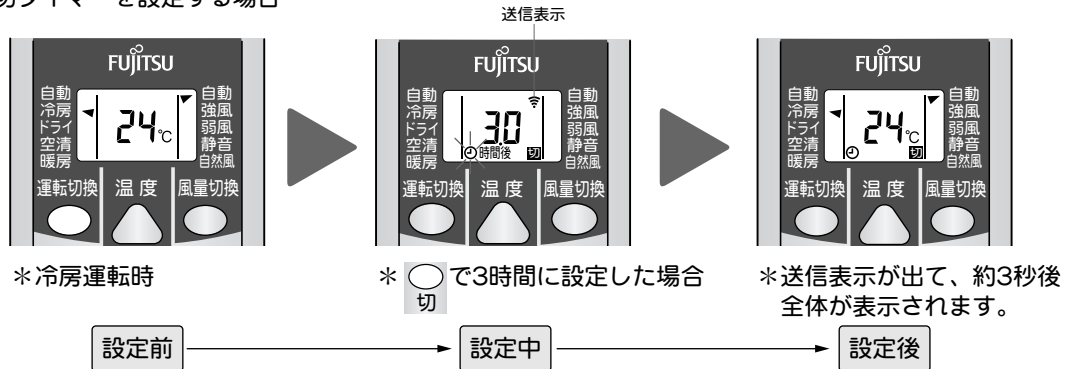 切タイマーを設定する場合
送信表示
FUJITSU
自動
冷房
ドライ
空清
暖房
24℃
自動
強風
弱風
静音
自然風
運転切換
温度
風量切換
＊冷房運転時
FUJITSU
自動
冷房
ドライ
空清
暖房
3.0
時間後
切
自動
強風
弱風
静音
自然風
運転切換
温度
風量切換
＊ で3時間に設定した場合
切
FUJITSU
自動
冷房
ドライ
空清
暖房
24℃
切
自動
強風
弱風
静音
自然風
運転切換
温度
風量切換
＊送信表示が出て、約3秒後
全体が表示されます。
設定前
設定中
設定後